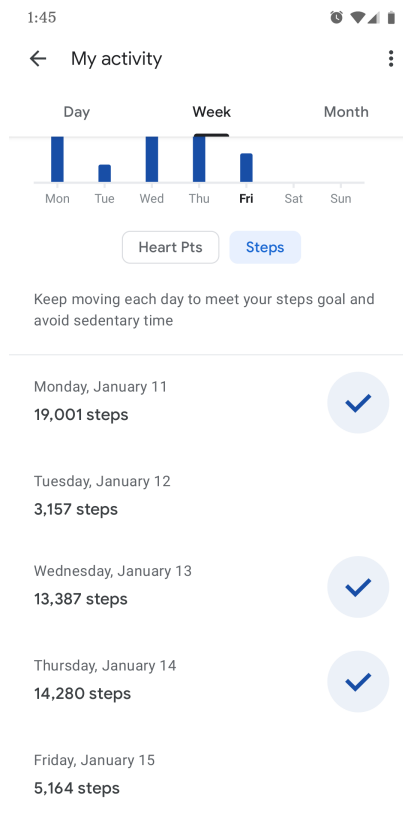 1:45
My activity
Day Week Month
Mon Tue Wed Thu Fri Sat Sun
Heart Pts Steps
Keep moving each day to meet your steps goal and
avoid sedentary time
Monday, January 11
19,001 steps
Tuesday, January 12
3,157 steps
Wednesday, January 13
13,387 steps
Thursday, January 14
14,280 steps
Friday, January 15
5,164 steps